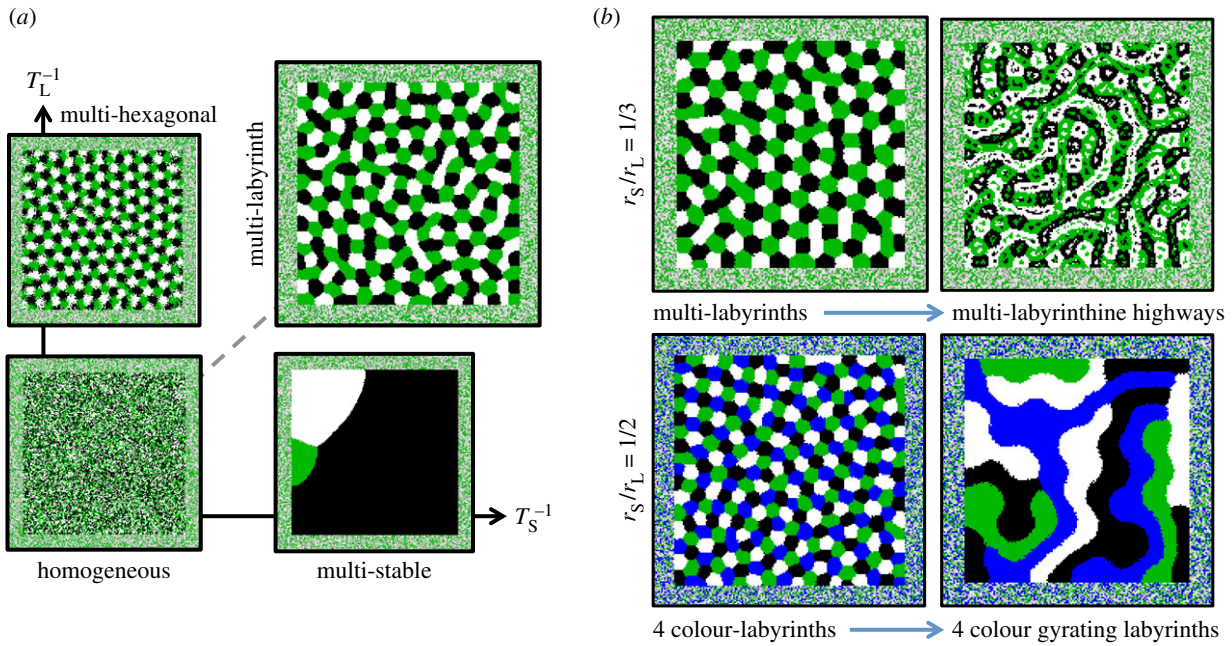 (a)
T_L^{-1}
multi-hexagonal
multi-labyrinth
homogeneous
multi-stable
T_S^{-1}
(b)
r_S/r_L = 1/3
multi-labyrinths
multi-labyrinthine highways
r_S/r_L = 1/2
4 colour-labyrinths
4 colour gyrating labyrinths